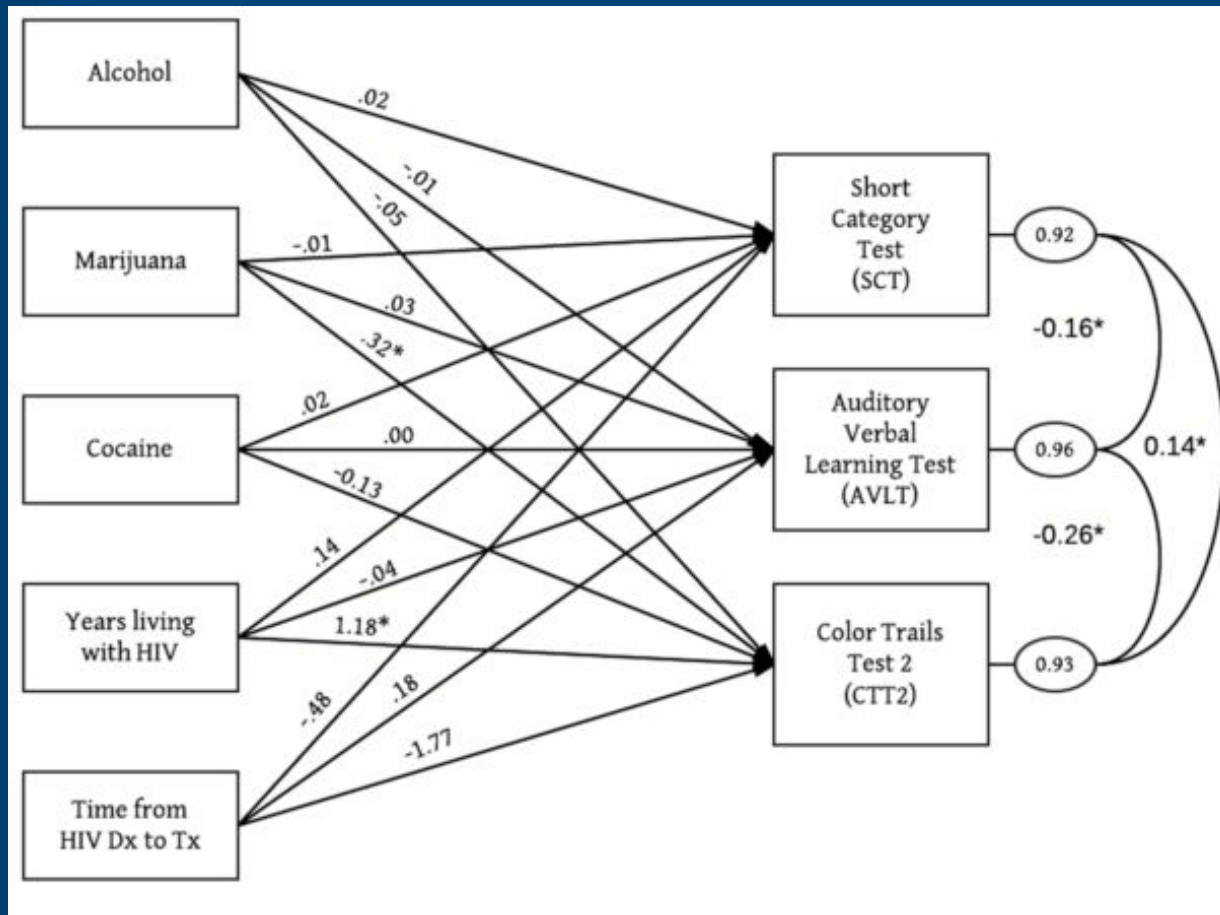 Alcohol
.02
-.01
-.05
Short
Category
Test
(SCT)
0.92
Marijuana
-.01
.03
.32*
-0.16*
Auditory
Verbal
Learning Test
(AVLT)
0.96
0.14*
Cocaine
.02
.00
-0.13
-0.26*
Years living
with HIV
.14
-.04
1.18*
Color Trails
Test 2
(CTT2)
0.93
Time from
HIV Dx to Tx
-.48
.18
-1.77